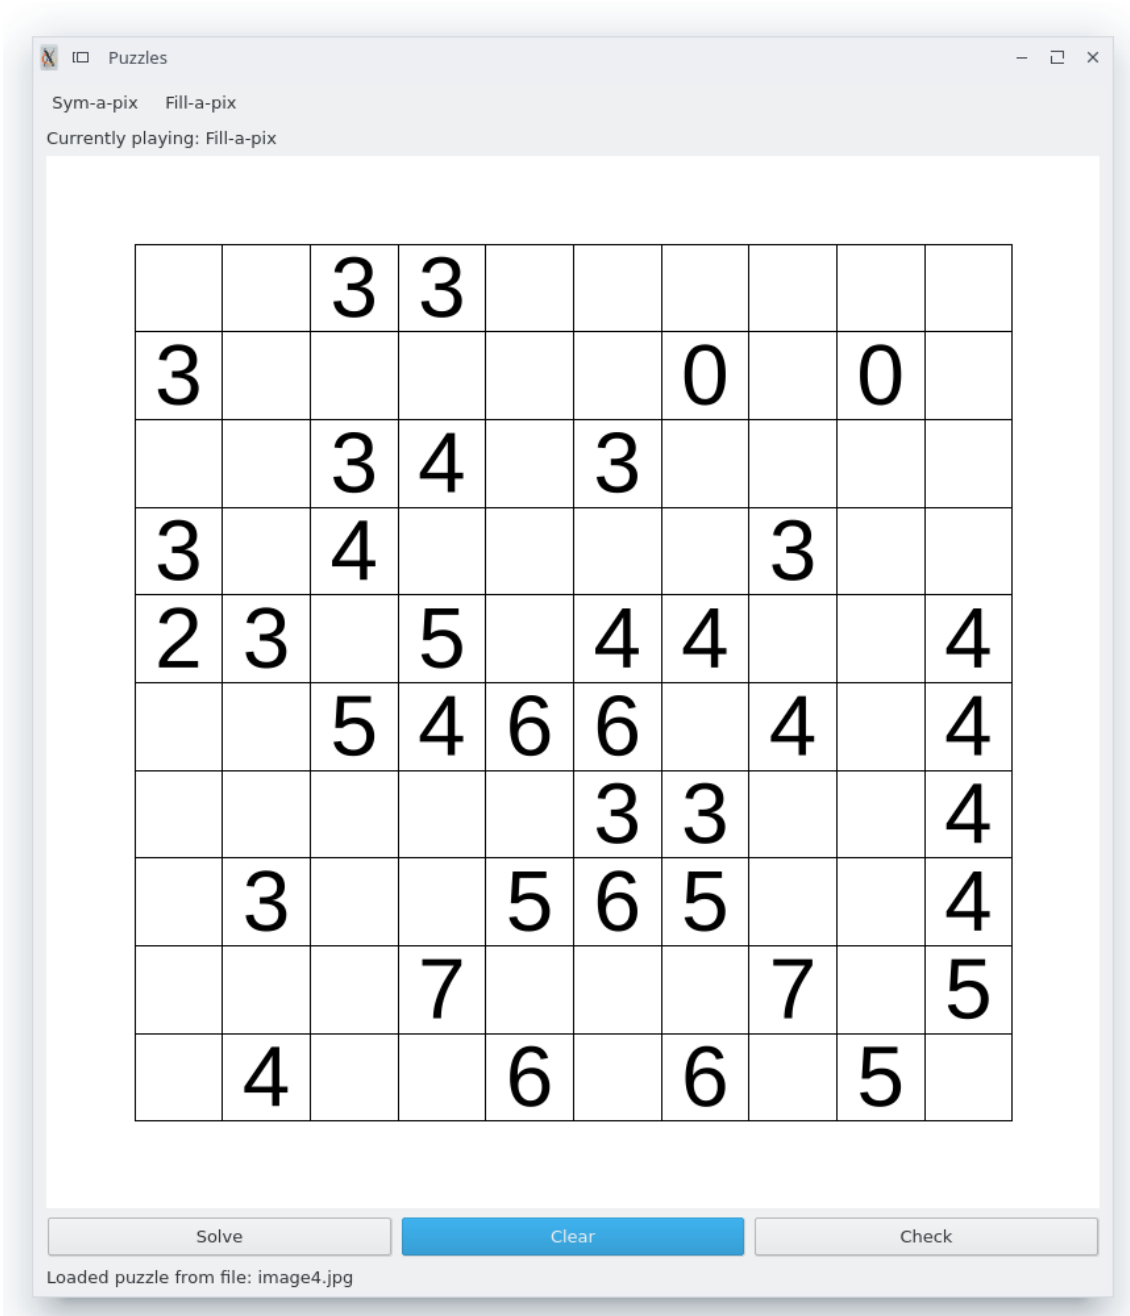 Puzzles
Sym-a-pix Fill-a-pix
Currently playing: Fill-a-pix
3 3
3 0 0
3 4 3
3 4 3
2 3 5 4 4 4
5 4 6 6 4 4
3 3 4
3 5 6 5 4
7 7 5
4 6 6 5
Solve Clear Check
Loaded puzzle from file: image4.jpg